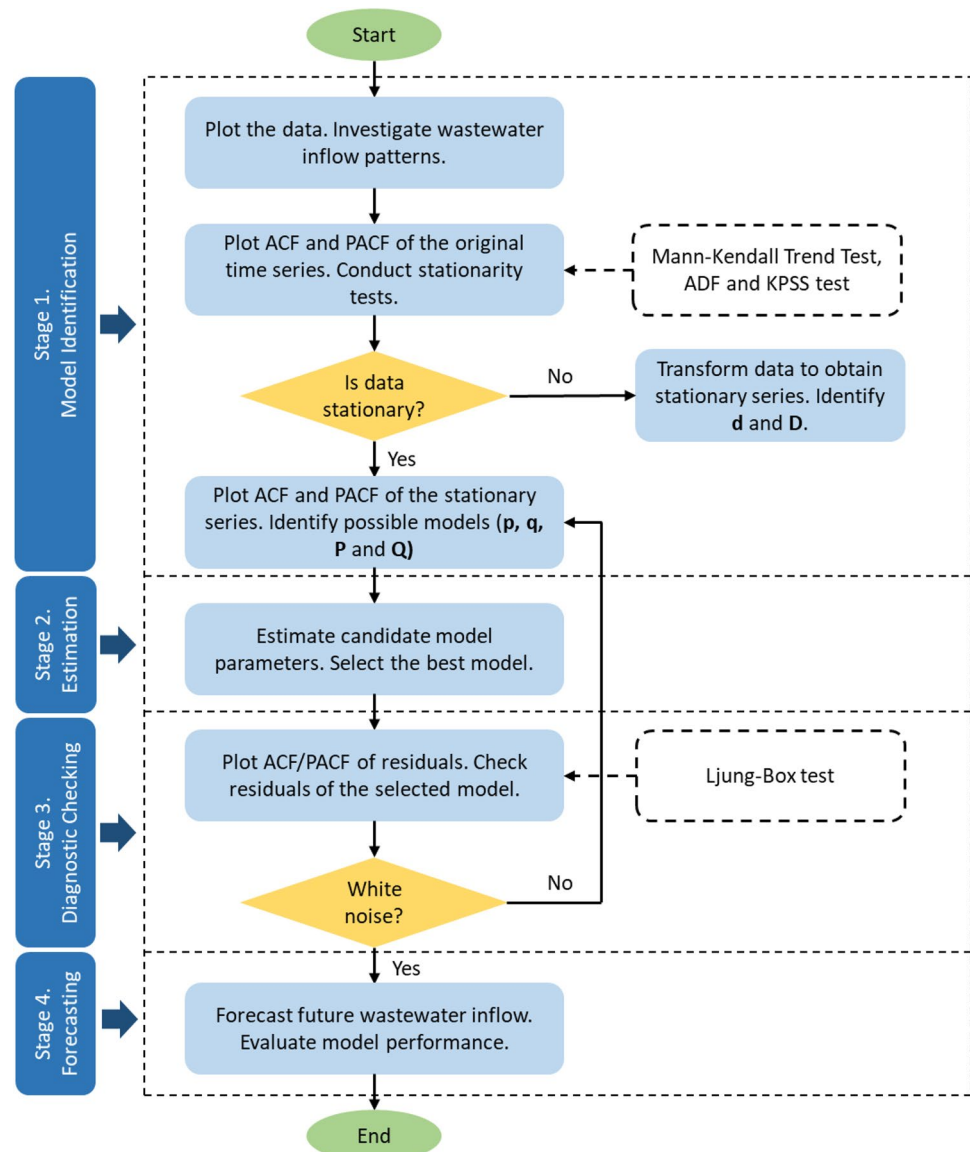 Start
Stage 1.
Model Identification
Plot the data. Investigate wastewater
inflow patterns.
Plot ACF and PACF of the original
time series. Conduct stationarity
tests.
Mann-Kendall Trend Test,
ADF and KPSS test
Is data
stationary?
No
Transform data to obtain
stationary series. Identify
d and D.
Yes
Plot ACF and PACF of the stationary
series. Identify possible models (p, q,
P and Q)
Stage 2.
Estimation
Estimate candidate model
parameters. Select the best model.
Stage 3.
Diagnostic Checking
Plot ACF/PACF of residuals. Check
residuals of the selected model.
Ljung-Box test
White
noise?
No
Yes
Stage 4.
Forecasting
Forecast future wastewater inflow.
Evaluate model performance.
End